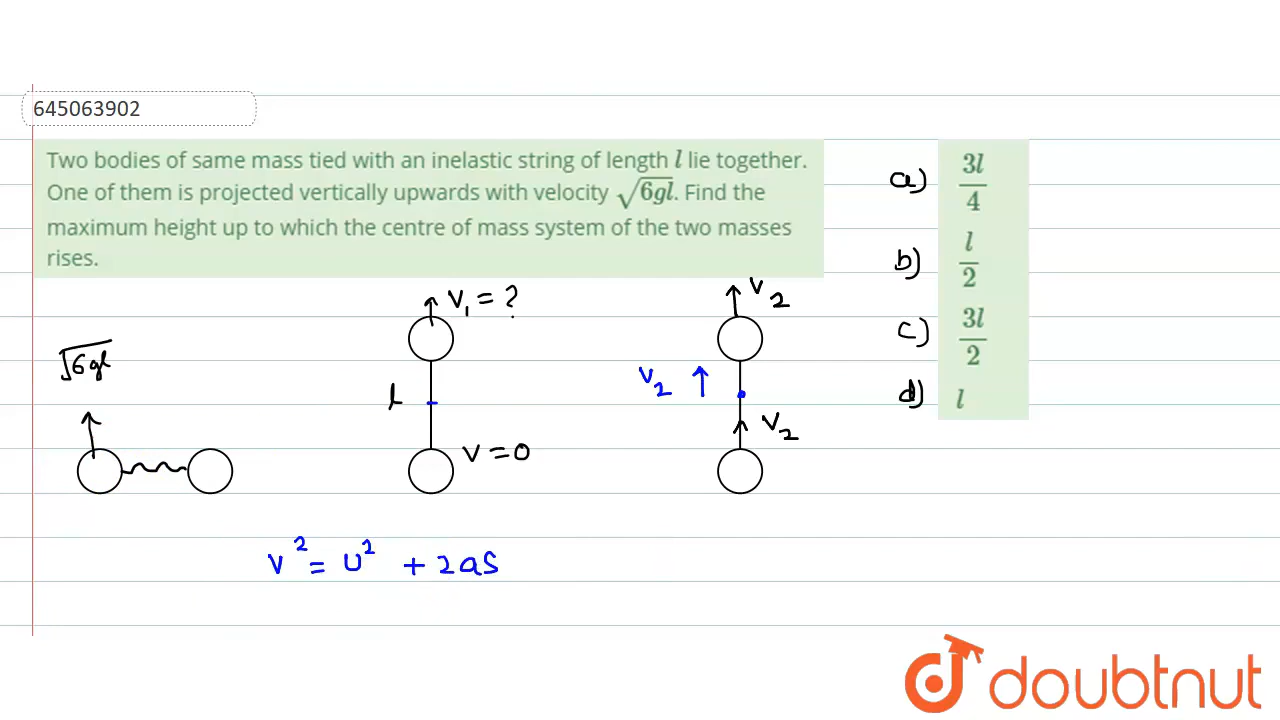 645063902
Two bodies of same mass tied with an inelastic string of length l lie together.
One of them is projected vertically upwards with velocity √6gl. Find the
maximum height up to which the centre of mass system of the two masses
rises.
a) 3l/4
b) l/2
c) 3l/2
d) l
√6gl
V₁ = ?
l
V = 0
V₂
V₂
V₂
V² = U² + 2aS
doubtnut